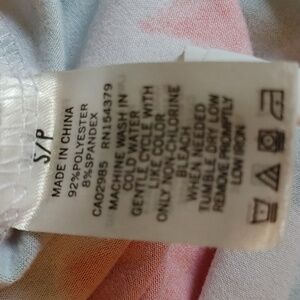 S/P
MADE IN CHINA
92%POLYESTER
8%SPANDEX
CA02985 RN154379
MACHINE WASH IN
COLD WATER
GENTLE CYCLE WITH
LIKE COLOR
ONLY NON-CHLORINE
BLEACH
WHEN NEEDED
TUMBLE DRY LOW
REMOVE PROMPTLY
LOW IRON